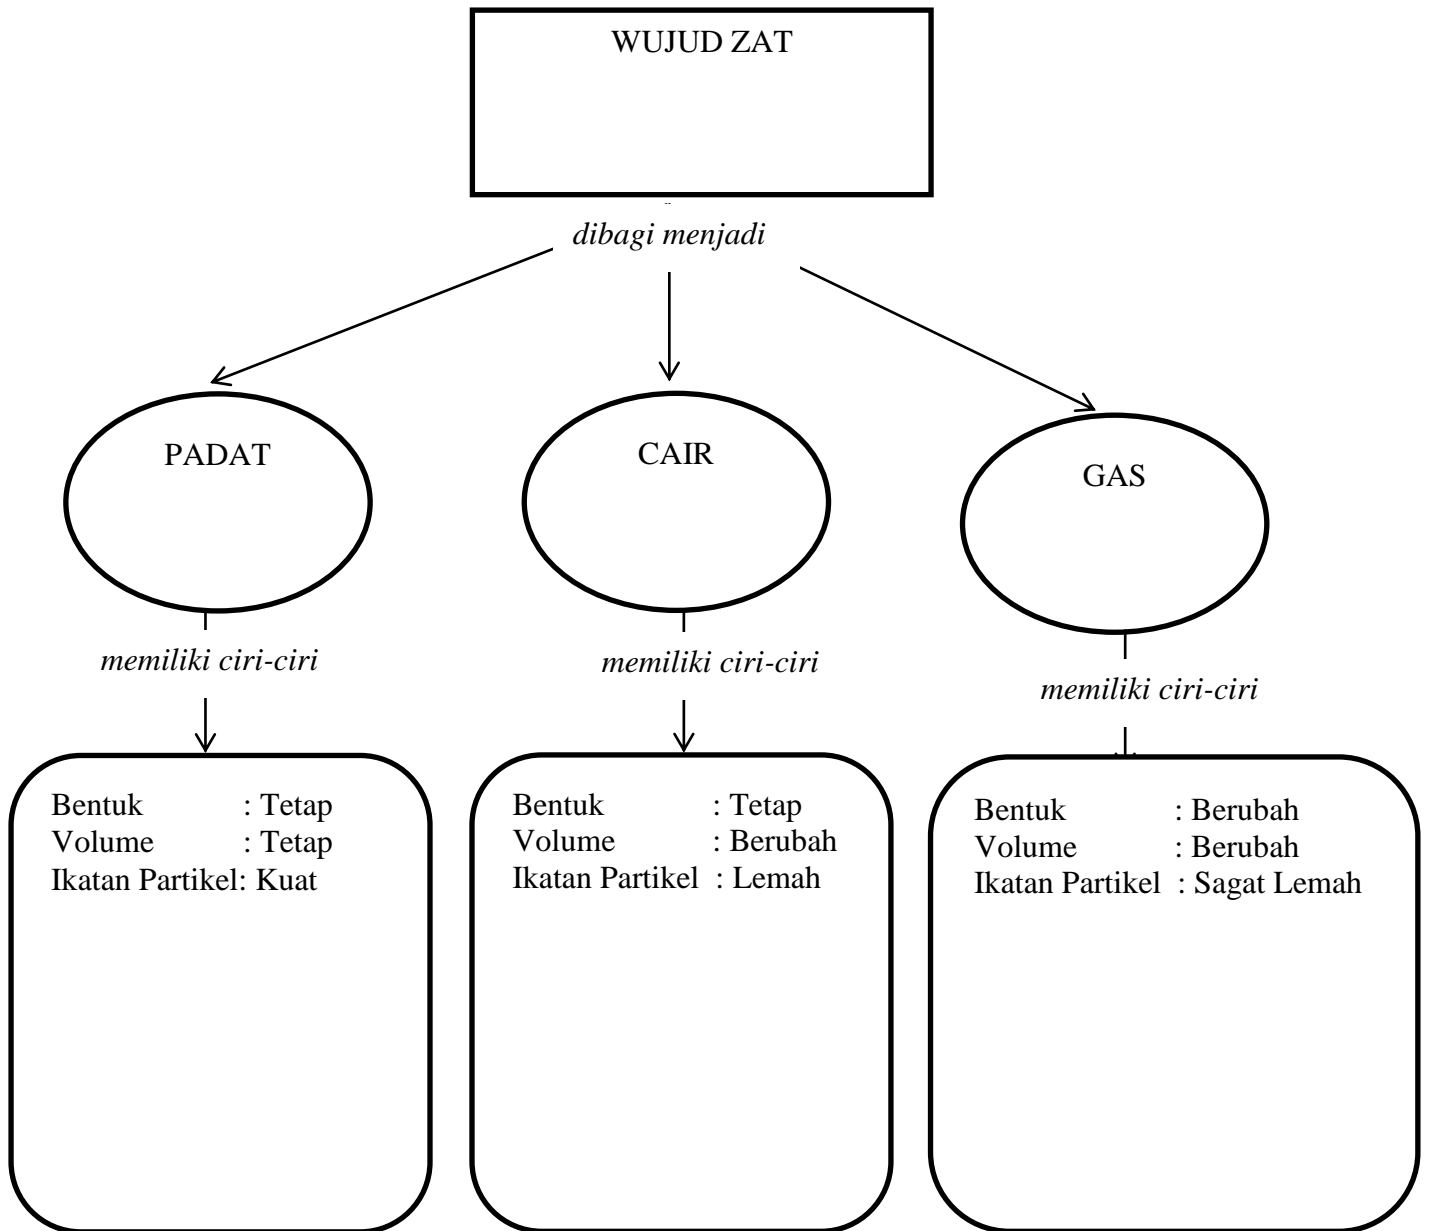 WUJUD ZAT
dibagi menjadi
PADAT
CAIR
GAS
memiliki ciri-ciri
memiliki ciri-ciri
memiliki ciri-ciri
Bentuk : Tetap
Volume : Tetap
Ikatan Partikel: Kuat
Bentuk : Tetap
Volume : Berubah
Ikatan Partikel : Lemah
Bentuk : Berubah
Volume : Berubah
Ikatan Partikel : Sagat Lemah